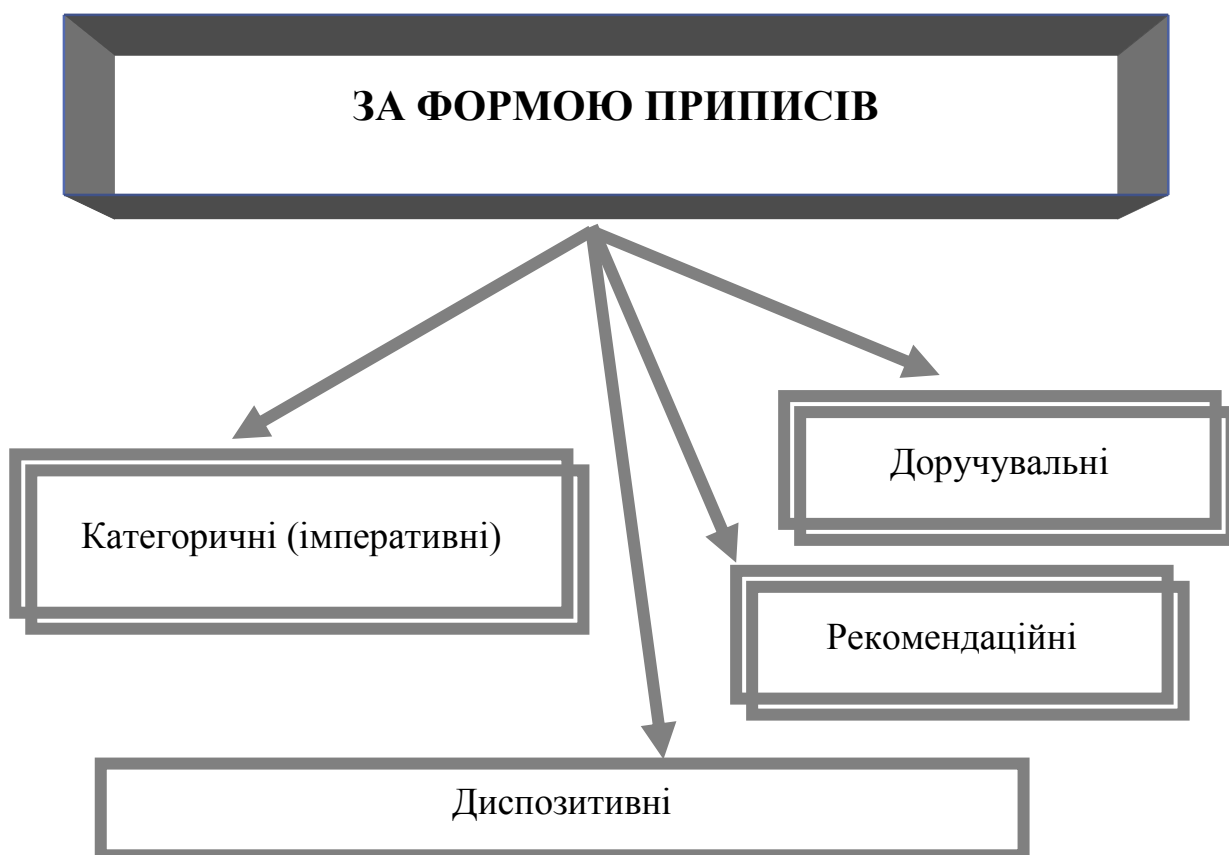 ЗА ФОРМОЮ ПРИПИСІВ
Доручувальні
Категоричні (імперативні)
Рекомендаційні
Диспозитивні